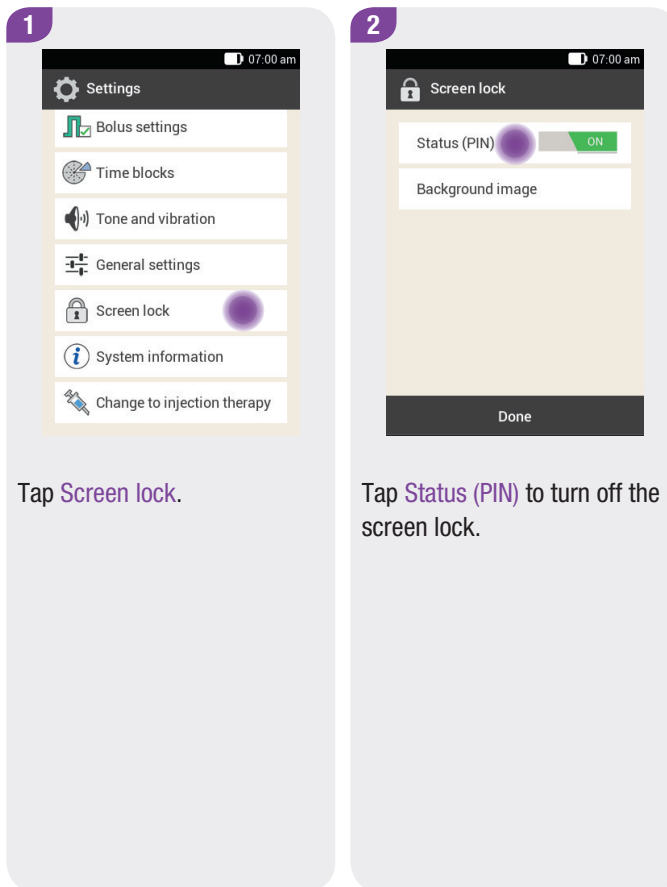 1
07:00 am
Settings
Bolus settings
Time blocks
Tone and vibration
General settings
Screen lock
System information
Change to injection therapy
Tap Screen lock.
2
07:00 am
Screen lock
Status (PIN)
ON
Background image
Done
Tap Status (PIN) to turn off the
screen lock.